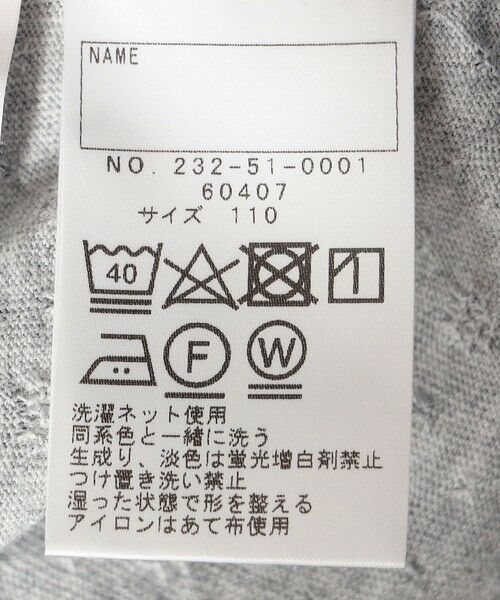 NAME
NO. 232-51-0001
60407
サイズ 110
40
F W
洗濯ネット使用
同系色と一緒に洗う
生成り、淡色は蛍光増白剤禁止
つけ置き洗い禁止
湿った状態で形を整える
アイロンはあて布使用